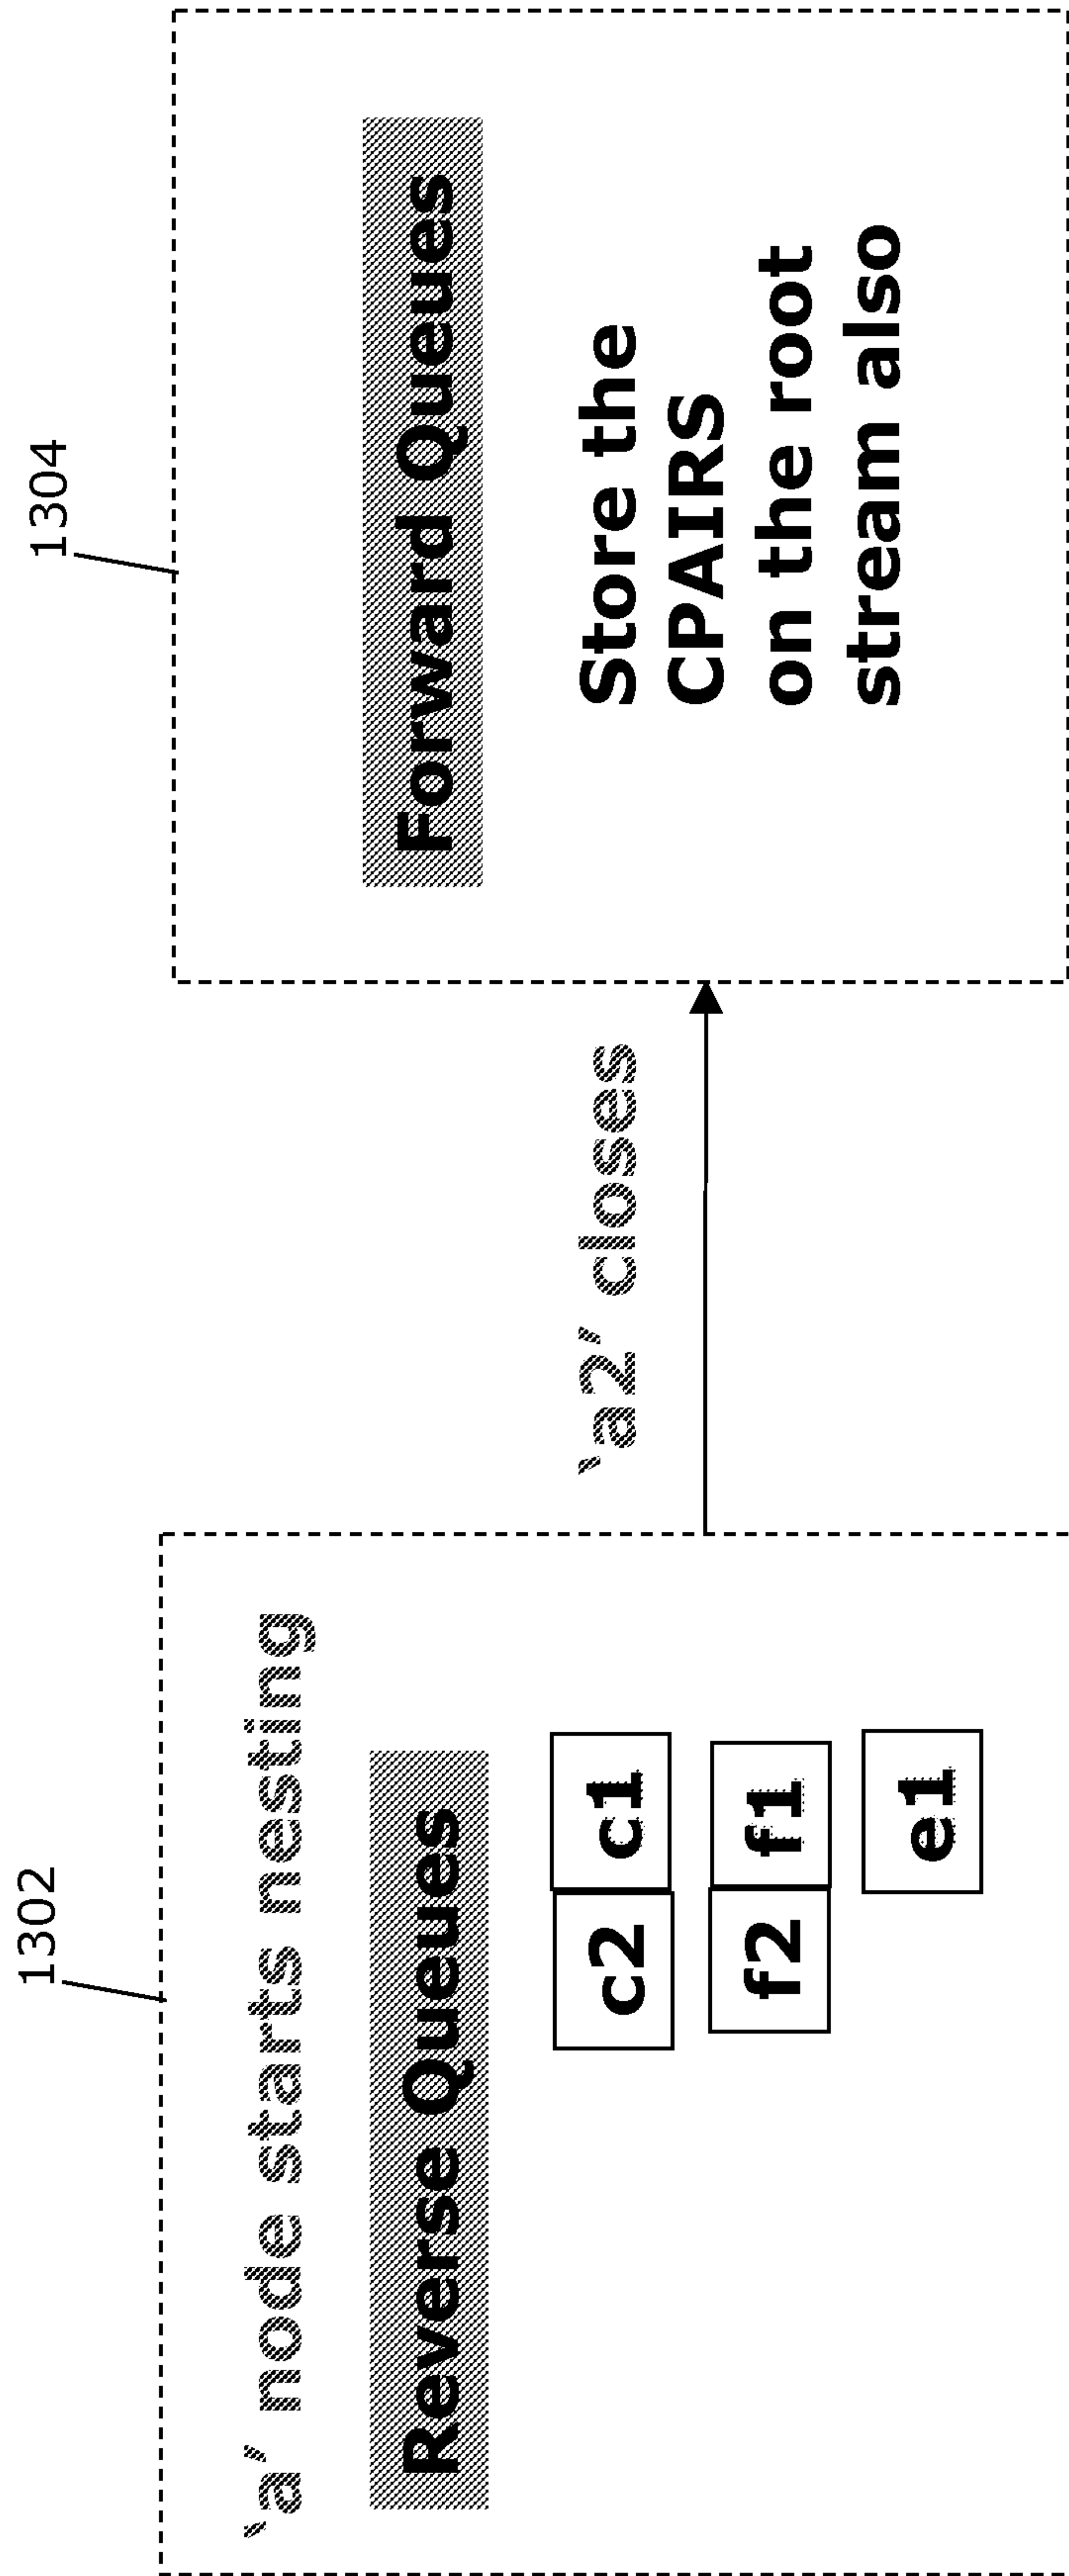 1302
‘a’ node starts nesting
Reverse Queues
c2 c1
f2 f1
e1
‘a2’ closes
1304
Forward Queues
Store the
CPAIRS
on the root
stream also